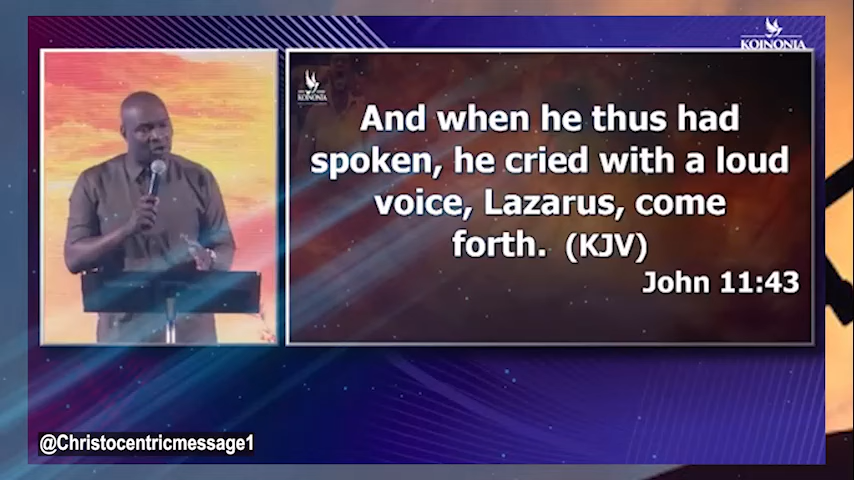 KOINONIA
KOINONIA
And when he thus had
spoken, he cried with a loud
voice, Lazarus, come
forth. (KJV)
John 11:43
@Christocentricmessage1